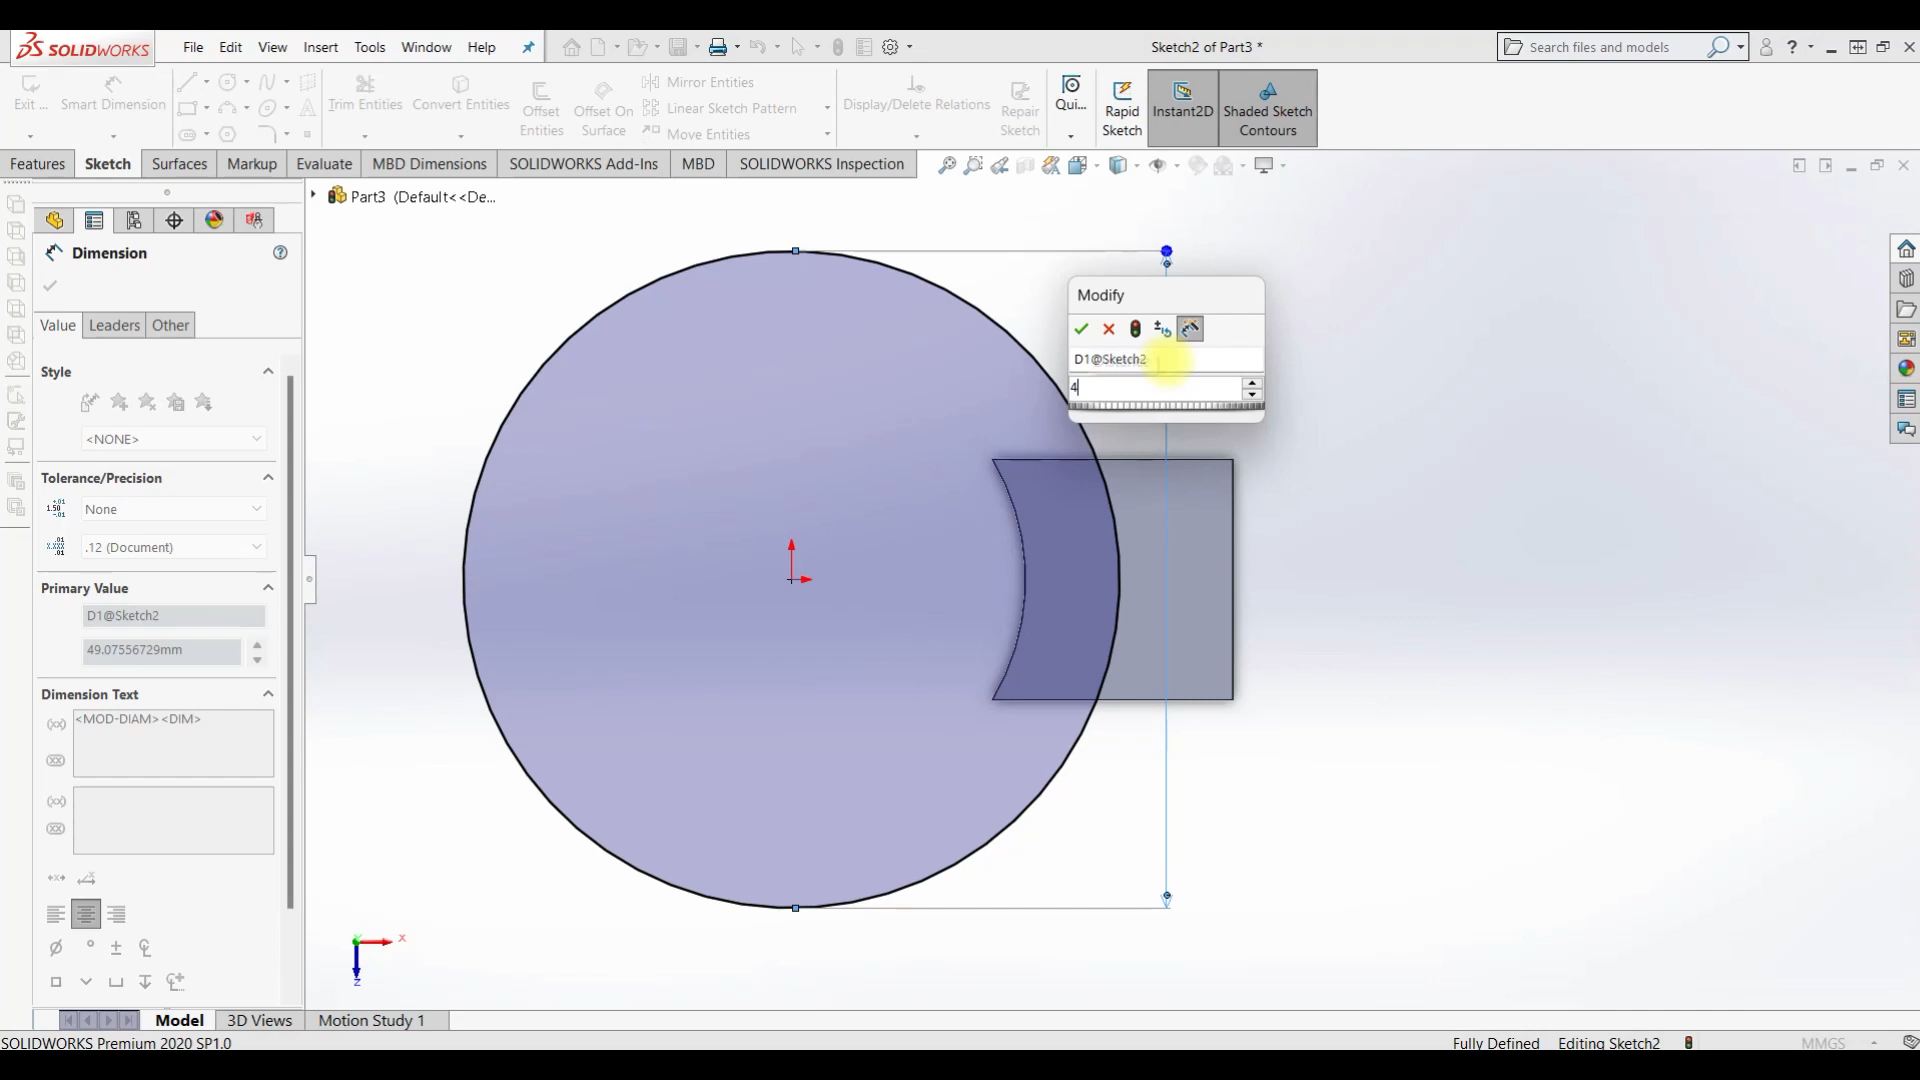 SOLIDWORKS
File Edit View Insert Tools Window Help
Sketch2 of Part3 *
Search files and models
Exit ...
Smart Dimension
Trim Entities
Convert Entities
Offset Entities
Offset On Surface
Mirror Entities
Linear Sketch Pattern
Move Entities
Display/Delete Relations
Repair Sketch
Qui...
Rapid Sketch
Instant2D
Shaded Sketch Contours
Features Sketch Surfaces Markup Evaluate MBD Dimensions SOLIDWORKS Add-Ins MBD SOLIDWORKS Inspection
Part3 (Default<<De...
Dimension
Value Leaders Other
Style
<NONE>
Tolerance/Precision
None
.12 (Document)
Primary Value
D1@Sketch2
49.07556729mm
Dimension Text
<MOD-DIAM><DIM>
Modify
D1@Sketch2
4
x
z
Model 3D Views Motion Study 1
SOLIDWORKS Premium 2020 SP1.0
Fully Defined Editing Sketch2 MMGS